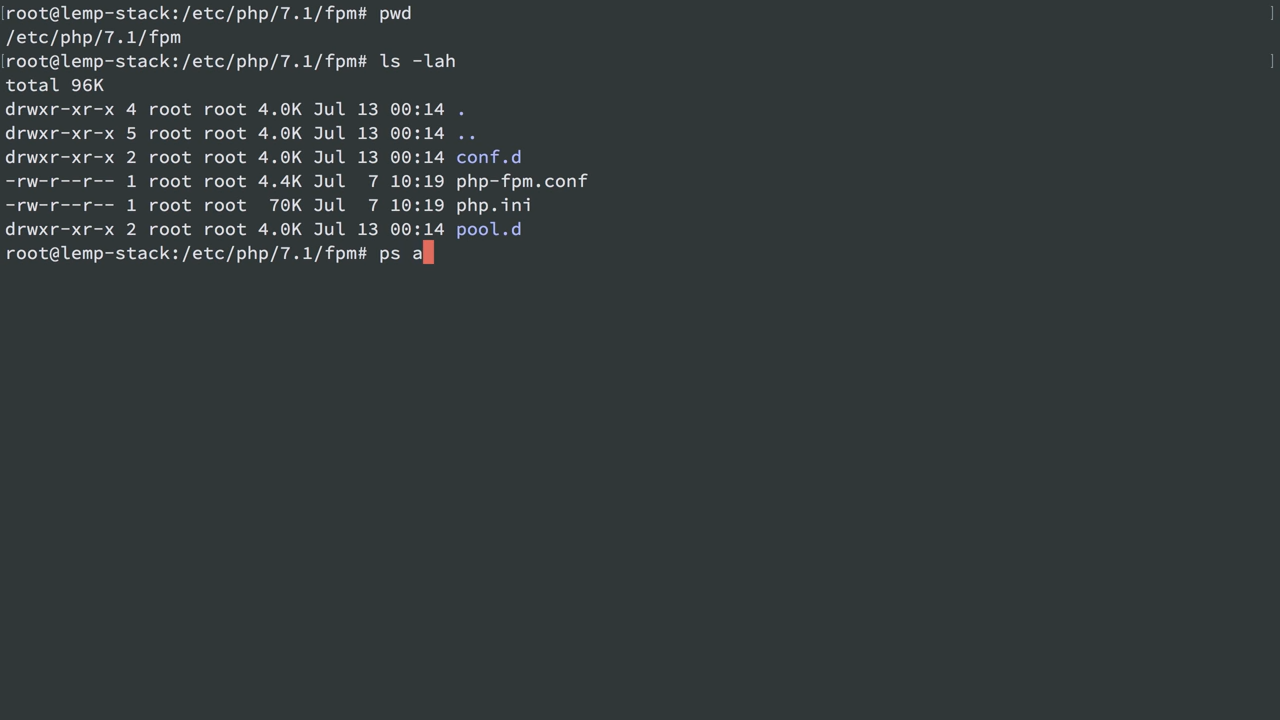 [root@lemp-stack:/etc/php/7.1/fpm# pwd ]
/etc/php/7.1/fpm
[root@lemp-stack:/etc/php/7.1/fpm# ls -lah ]
total 96K
drwxr-xr-x 4 root root 4.0K Jul 13 00:14 .
drwxr-xr-x 5 root root 4.0K Jul 13 00:14 ..
drwxr-xr-x 2 root root 4.0K Jul 13 00:14 conf.d
-rw-r--r-- 1 root root 4.4K Jul  7 10:19 php-fpm.conf
-rw-r--r-- 1 root root  70K Jul  7 10:19 php.ini
drwxr-xr-x 2 root root 4.0K Jul 13 00:14 pool.d
root@lemp-stack:/etc/php/7.1/fpm# ps a